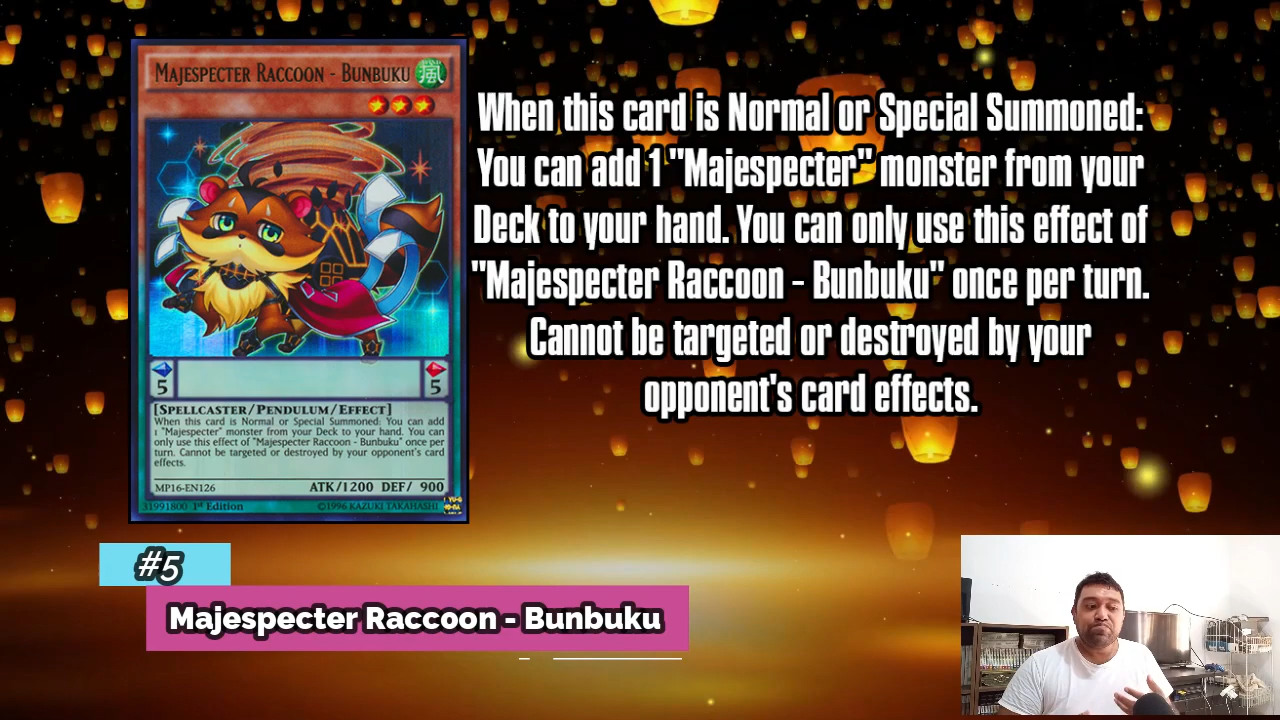 MAJESPECTER RACCOON - BUNBUKU
風
When this card is Normal or Special Summoned:
You can add 1 "Majespecter" monster from your
Deck to your hand. You can only use this effect of
"Majespecter Raccoon - Bunbuku" once per turn.
Cannot be targeted or destroyed by your
opponent's card effects.
5
5
[SPELLCASTER/PENDULUM/EFFECT]
When this card is Normal or Special Summoned: You can add
1 "Majespecter" monster from your Deck to your hand. You can
only use this effect of "Majespecter Raccoon - Bunbuku" once per
turn. Cannot be targeted or destroyed by your opponent's card
effects.
MP16-EN126 ATK/1200 DEF/ 900
31991800 1st Edition ©1996 KAZUKI TAKAHASHI
#5
Majespecter Raccoon - Bunbuku